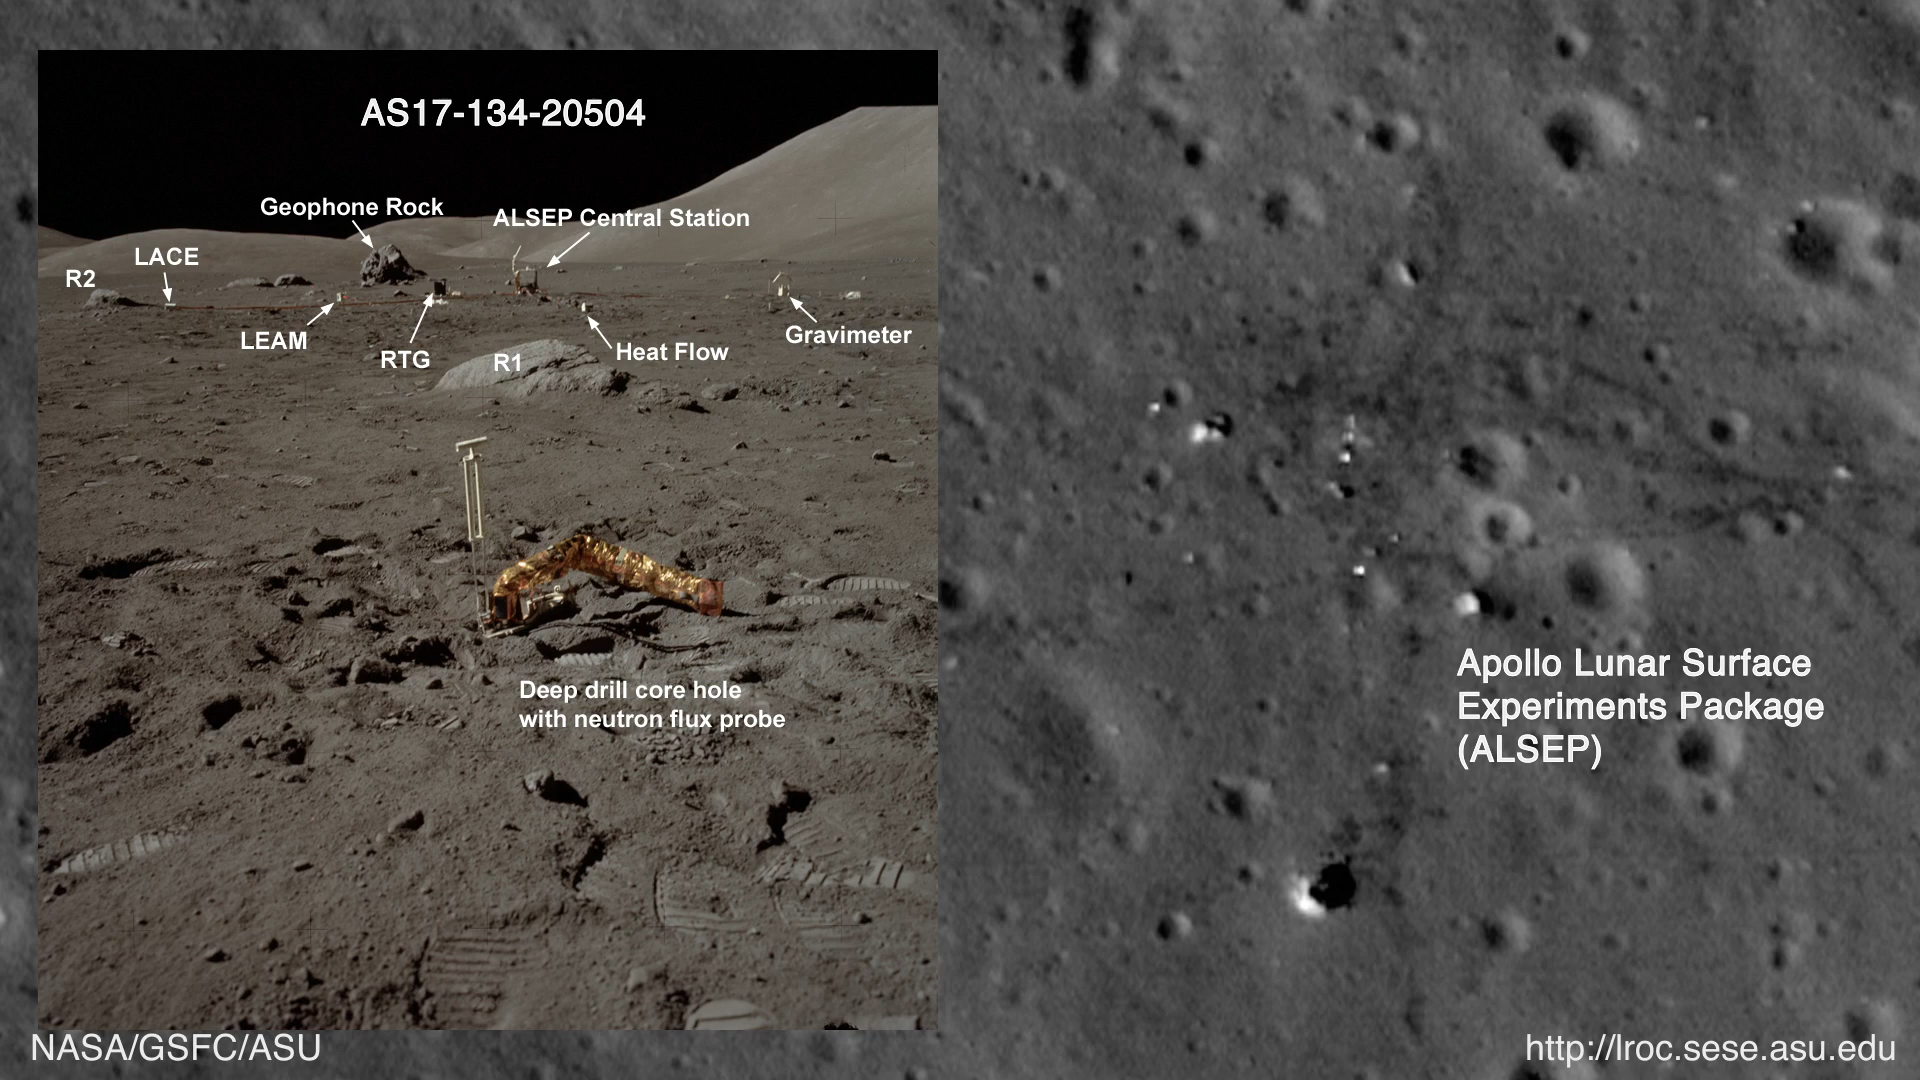 AS17-134-20504
Geophone Rock
ALSEP Central Station
LACE
R2
LEAM
RTG
R1
Heat Flow
Gravimeter
Deep drill core hole
with neutron flux probe
Apollo Lunar Surface
Experiments Package
(ALSEP)
NASA/GSFC/ASU
http://lroc.sese.asu.edu